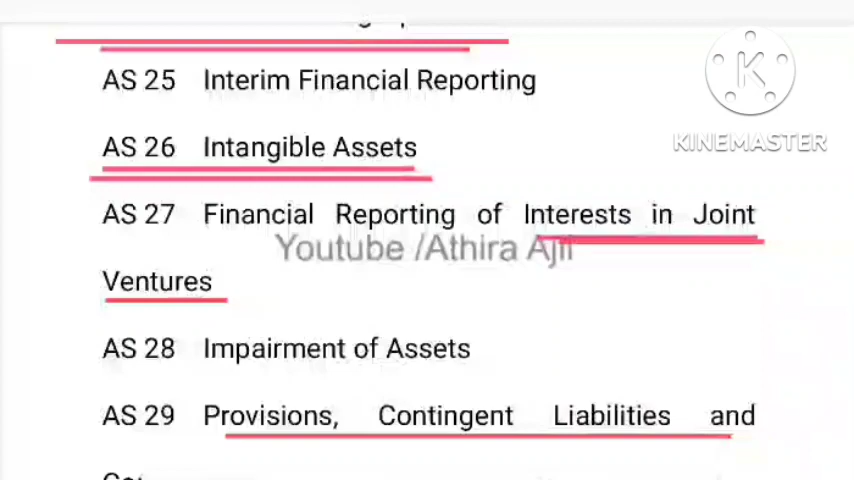 AS 25 Interim Financial Reporting
KINEMASTER
AS 26 Intangible Assets
AS 27 Financial Reporting of Interests in Joint
Youtube /Athira Ajil
Ventures
AS 28 Impairment of Assets
AS 29 Provisions, Contingent Liabilities and